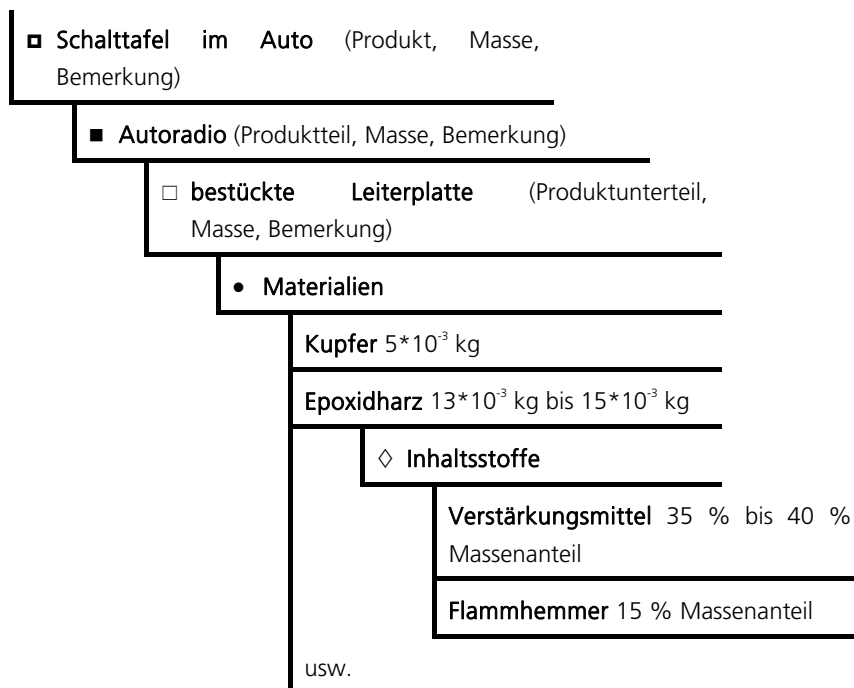 ◘ Schalttafel im Auto (Produkt, Masse,
Bemerkung)
■ Autoradio (Produktteil, Masse, Bemerkung)
□ bestückte Leiterplatte (Produktunterteil,
Masse, Bemerkung)
• Materialien
Kupfer 5*10⁻³ kg
Epoxidharz 13*10⁻³ kg bis 15*10⁻³ kg
◊ Inhaltsstoffe
Verstärkungsmittel 35 % bis 40 %
Massenanteil
Flammhemmer 15 % Massenanteil
usw.